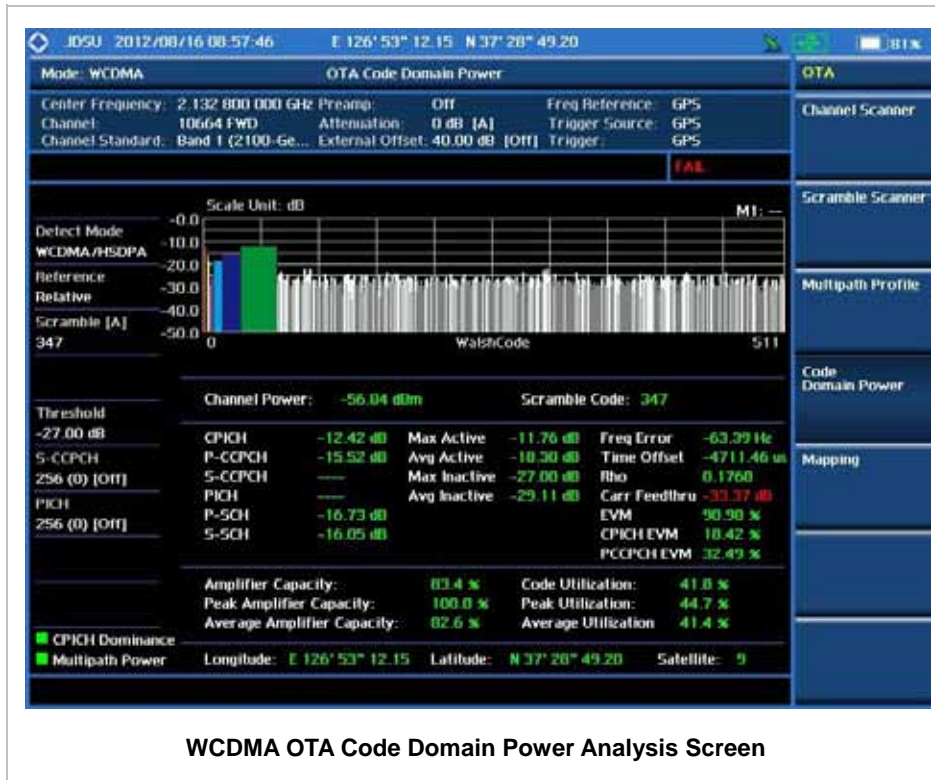 JDSU 2012/08/16 08:57:46 E 126° 53" 12.15 N 37° 28" 49.20 81%
Mode: WCDMA OTA Code Domain Power OTA
Center Frequency: 2.132 800 000 GHz Preamp: Off Freq Reference: GPS
Channel: 10664 FWD Attenuation: 0 dB [A] Trigger Source: GPS
Channel Standard: Band 1 (2100-Ge... External Offset: 40.00 dB [Off] Trigger: GPS
FAIL
Channel Scanner
Scramble Scanner
Multipath Profile
Code
Domain Power
Mapping
Scale Unit: dB
M1: --
Detect Mode
WCDMA/HSDPA
Reference
Relative
Scramble [A]
347
-0.0
-10.0
-20.0
-30.0
-40.0
-50.0
0 WalshCode 511
Threshold
-27.00 dB
S-CCPCH
256 (0) [Off]
PICH
256 (0) [Off]
Channel Power: -56.04 dBm Scramble Code: 347
CPICH -12.42 dB Max Active -11.76 dB Freq Error -63.39 Hz
P-CCPCH -15.52 dB Avg Active -18.30 dB Time Offset -4711.46 us
S-CCPCH ---- Max Inactive -27.00 dB Rho 0.1760
PICH ---- Avg Inactive -29.11 dB Carr Feedthru -33.37 dB
P-SCH -16.73 dB EVM 90.90 %
S-SCH -16.05 dB CPICH EVM 18.42 %
PCCPCH EVM 32.49 %
Amplifier Capacity: 83.4 % Code Utilization: 41.8 %
Peak Amplifier Capacity: 100.0 % Peak Utilization: 44.7 %
Average Amplifier Capacity: 82.6 % Average Utilization 41.4 %
CPICH Dominance
Multipath Power
Longitude: E 126° 53" 12.15 Latitude: N 37° 28" 49.20 Satellite: 9
WCDMA OTA Code Domain Power Analysis Screen